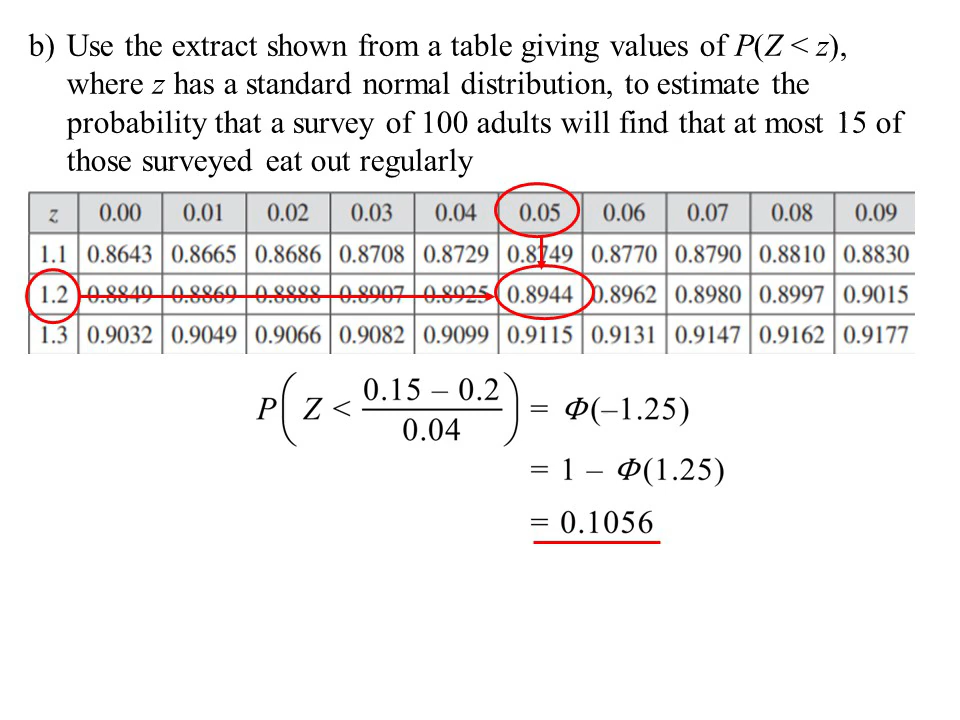 b) Use the extract shown from a table giving values of P(Z < z),
where z has a standard normal distribution, to estimate the
probability that a survey of 100 adults will find that at most 15 of
those surveyed eat out regularly
z 0.00 0.01 0.02 0.03 0.04 0.05 0.06 0.07 0.08 0.09
1.1 0.8643 0.8665 0.8686 0.8708 0.8729 0.8749 0.8770 0.8790 0.8810 0.8830
1.2 0.8849 0.8869 0.8888 0.8907 0.8925 0.8944 0.8962 0.8980 0.8997 0.9015
1.3 0.9032 0.9049 0.9066 0.9082 0.9099 0.9115 0.9131 0.9147 0.9162 0.9177
P( Z < (0.15 – 0.2)/0.04 ) = Φ(–1.25)
= 1 – Φ(1.25)
= 0.1056